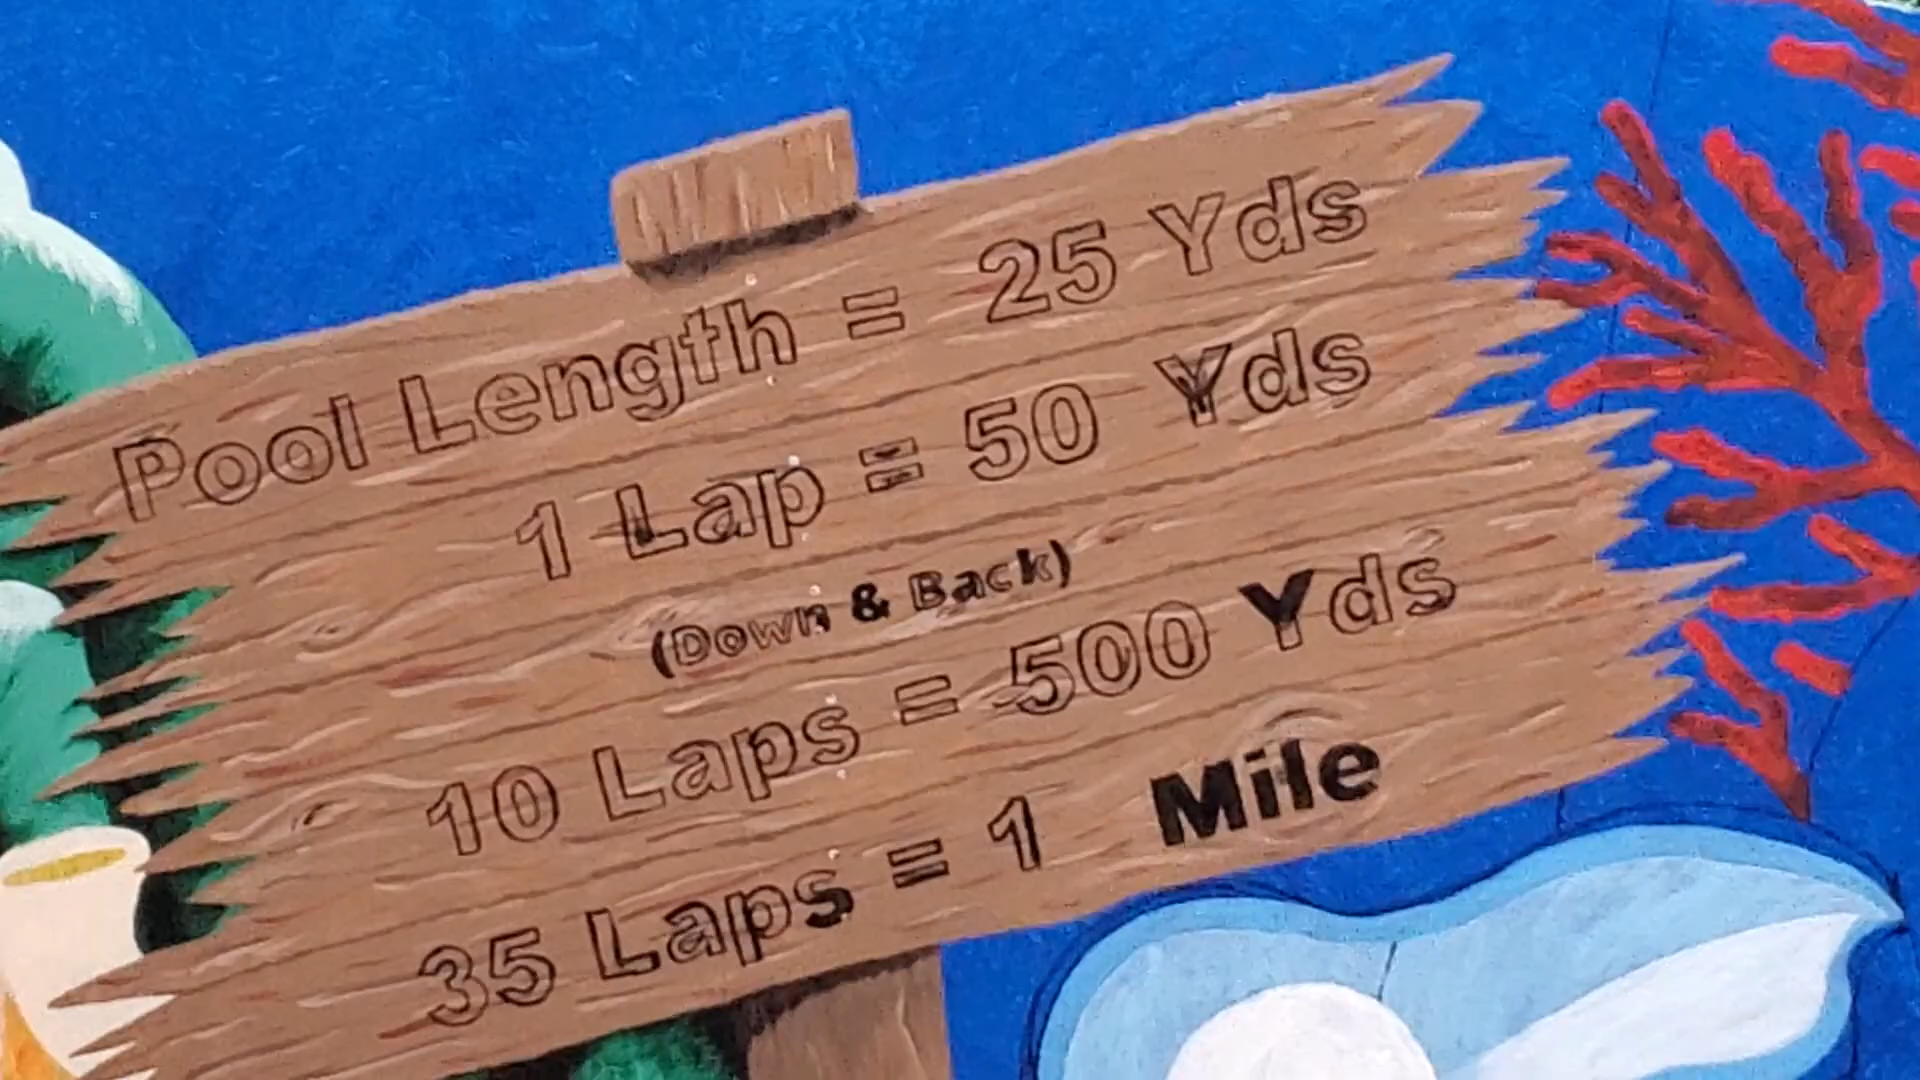 Pool Length = 25 Yds
1 Lap = 50 Yds
(Down & Back)
10 Laps = 500 Yds
35 Laps = 1 Mile